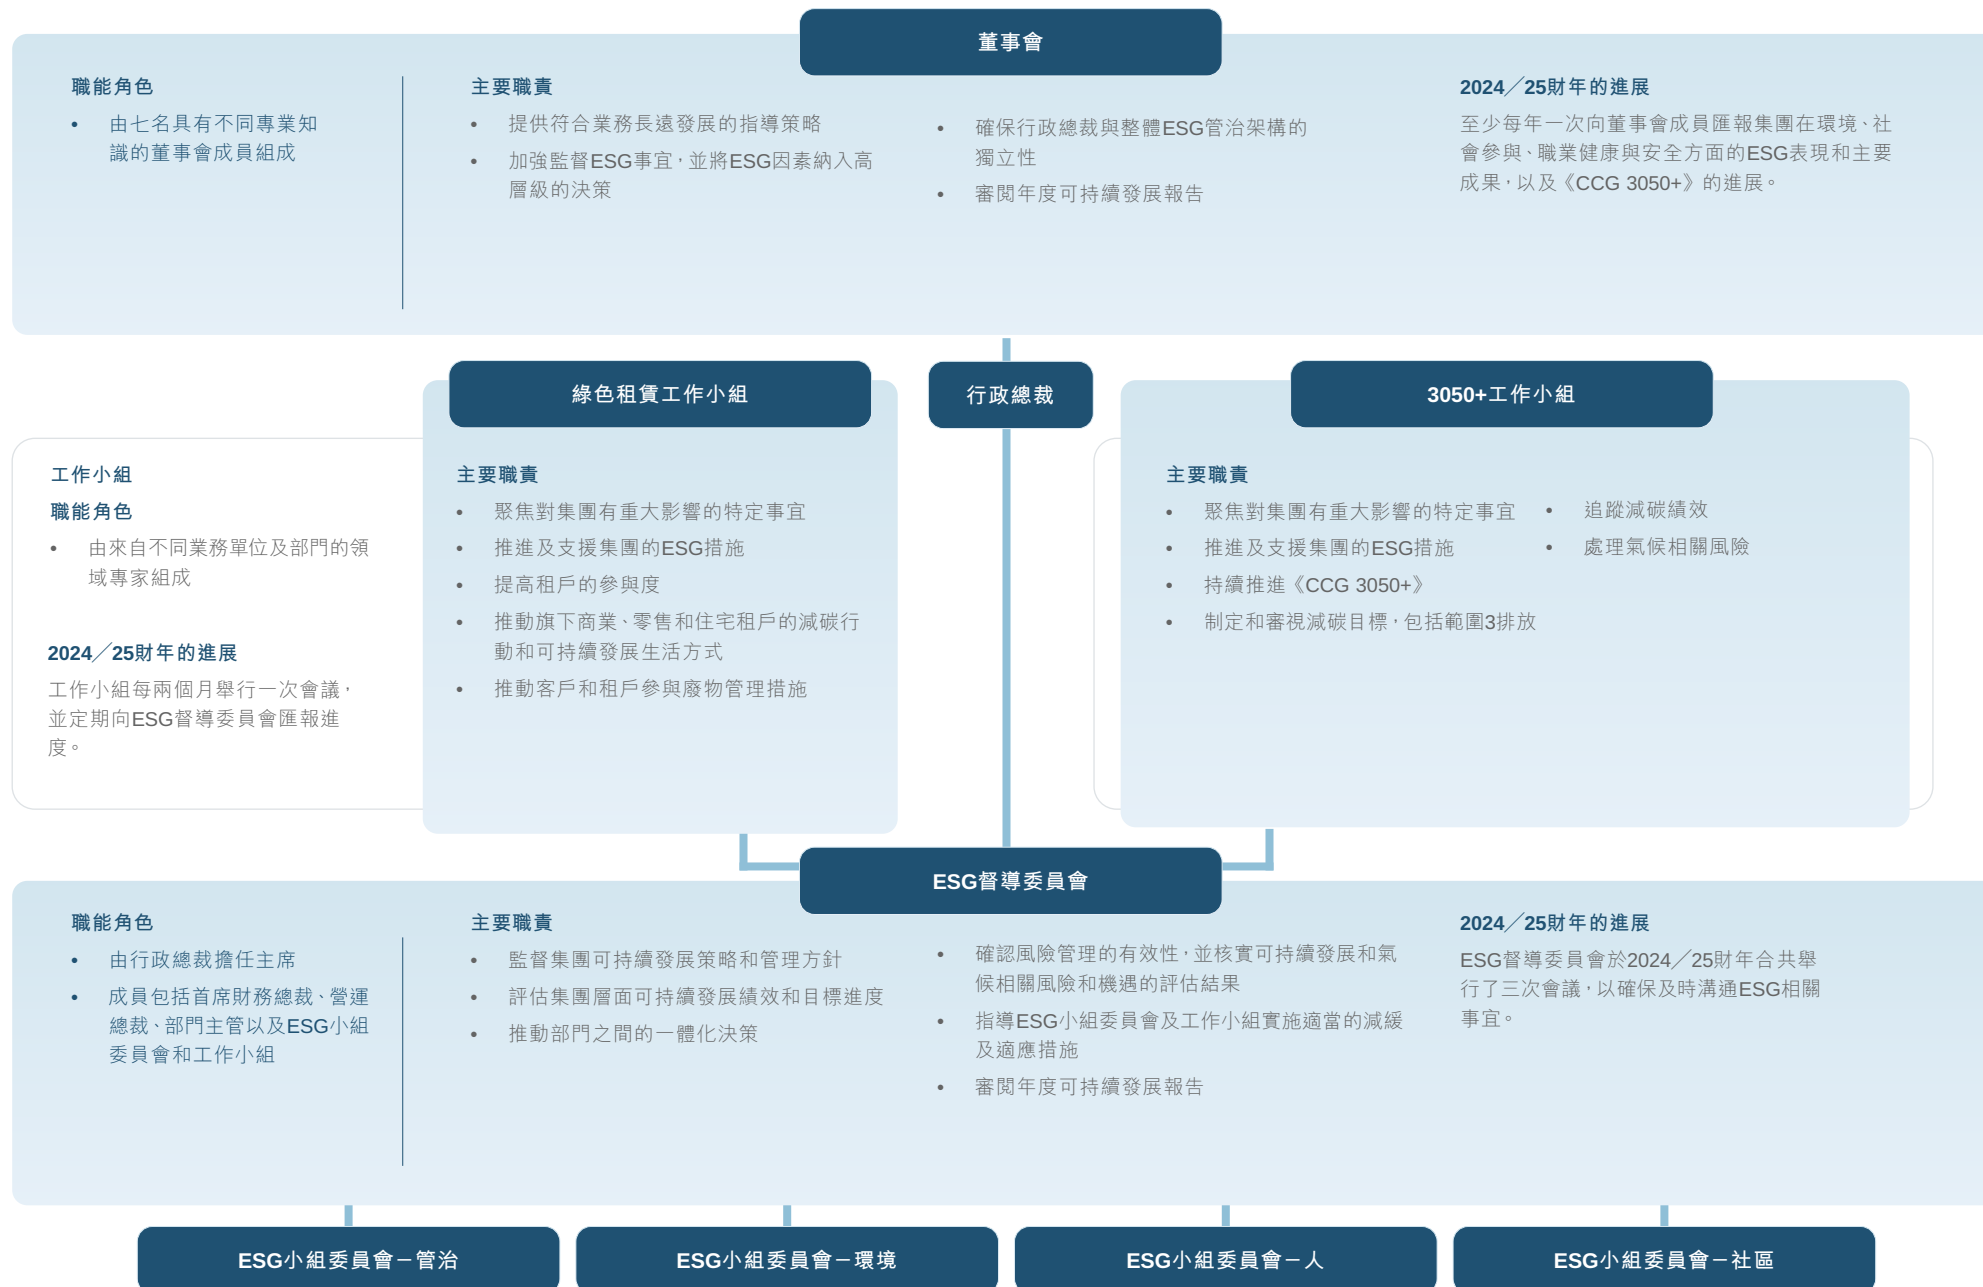 董事會
職能角色
• 由七名具有不同專業知
識的董事會成員組成
主要職責
• 提供符合業務長遠發展的指導策略
• 加強監督ESG事宜，並將ESG因素納入高
層級的決策
• 確保行政總裁與整體ESG管治架構的
獨立性
• 審閱年度可持續發展報告
2024／25財年的進展
至少每年一次向董事會成員匯報集團在環境、社
會參與、職業健康與安全方面的ESG表現和主要
成果，以及《CCG 3050+》的進展。
行政總裁
工作小組
職能角色
• 由來自不同業務單位及部門的領
域專家組成
2024／25財年的進展
工作小組每兩個月舉行一次會議，
並定期向ESG督導委員會匯報進
度。
綠色租賃工作小組
主要職責
• 聚焦對集團有重大影響的特定事宜
• 推進及支援集團的ESG措施
• 提高租戶的參與度
• 推動旗下商業、零售和住宅租戶的減碳行
動和可持續發展生活方式
• 推動客戶和租戶參與廢物管理措施
3050+工作小組
主要職責
• 聚焦對集團有重大影響的特定事宜
• 推進及支援集團的ESG措施
• 持續推進《CCG 3050+》
• 制定和審視減碳目標，包括範圍3排放
• 追蹤減碳績效
• 處理氣候相關風險
ESG督導委員會
職能角色
• 由行政總裁擔任主席
• 成員包括首席財務總裁、營運
總裁、部門主管以及ESG小組
委員會和工作小組
主要職責
• 監督集團可持續發展策略和管理方針
• 評估集團層面可持續發展績效和目標進度
• 推動部門之間的一體化決策
• 確認風險管理的有效性，並核實可持續發展和氣
候相關風險和機遇的評估結果
• 指導ESG小組委員會及工作小組實施適當的減緩
及適應措施
• 審閱年度可持續發展報告
2024／25財年的進展
ESG督導委員會於2024／25財年合共舉
行了三次會議，以確保及時溝通ESG相關
事宜。
ESG小組委員會－管治
ESG小組委員會－環境
ESG小組委員會－人
ESG小組委員會－社區